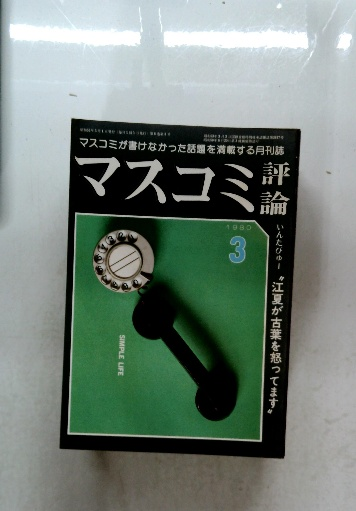 マスコミが書けなかった話題を満載する月刊誌
マスコミ評論
1980
3
いんたびゅー
“江夏が古葉を怒ってます”
SIMPLE LIFE